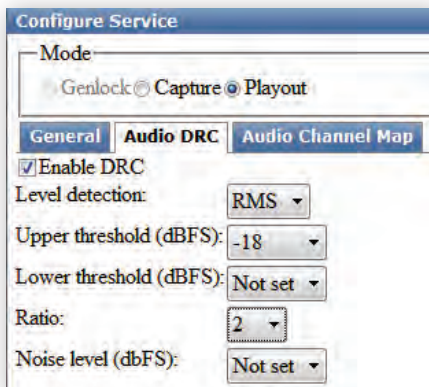 Configure Service
Mode
Genlock Capture Playout
General Audio DRC Audio Channel Map
Enable DRC
Level detection: RMS
Upper threshold (dBFS): -18
Lower threshold (dBFS): Not set
Ratio: 2
Noise level (dbFS): Not set